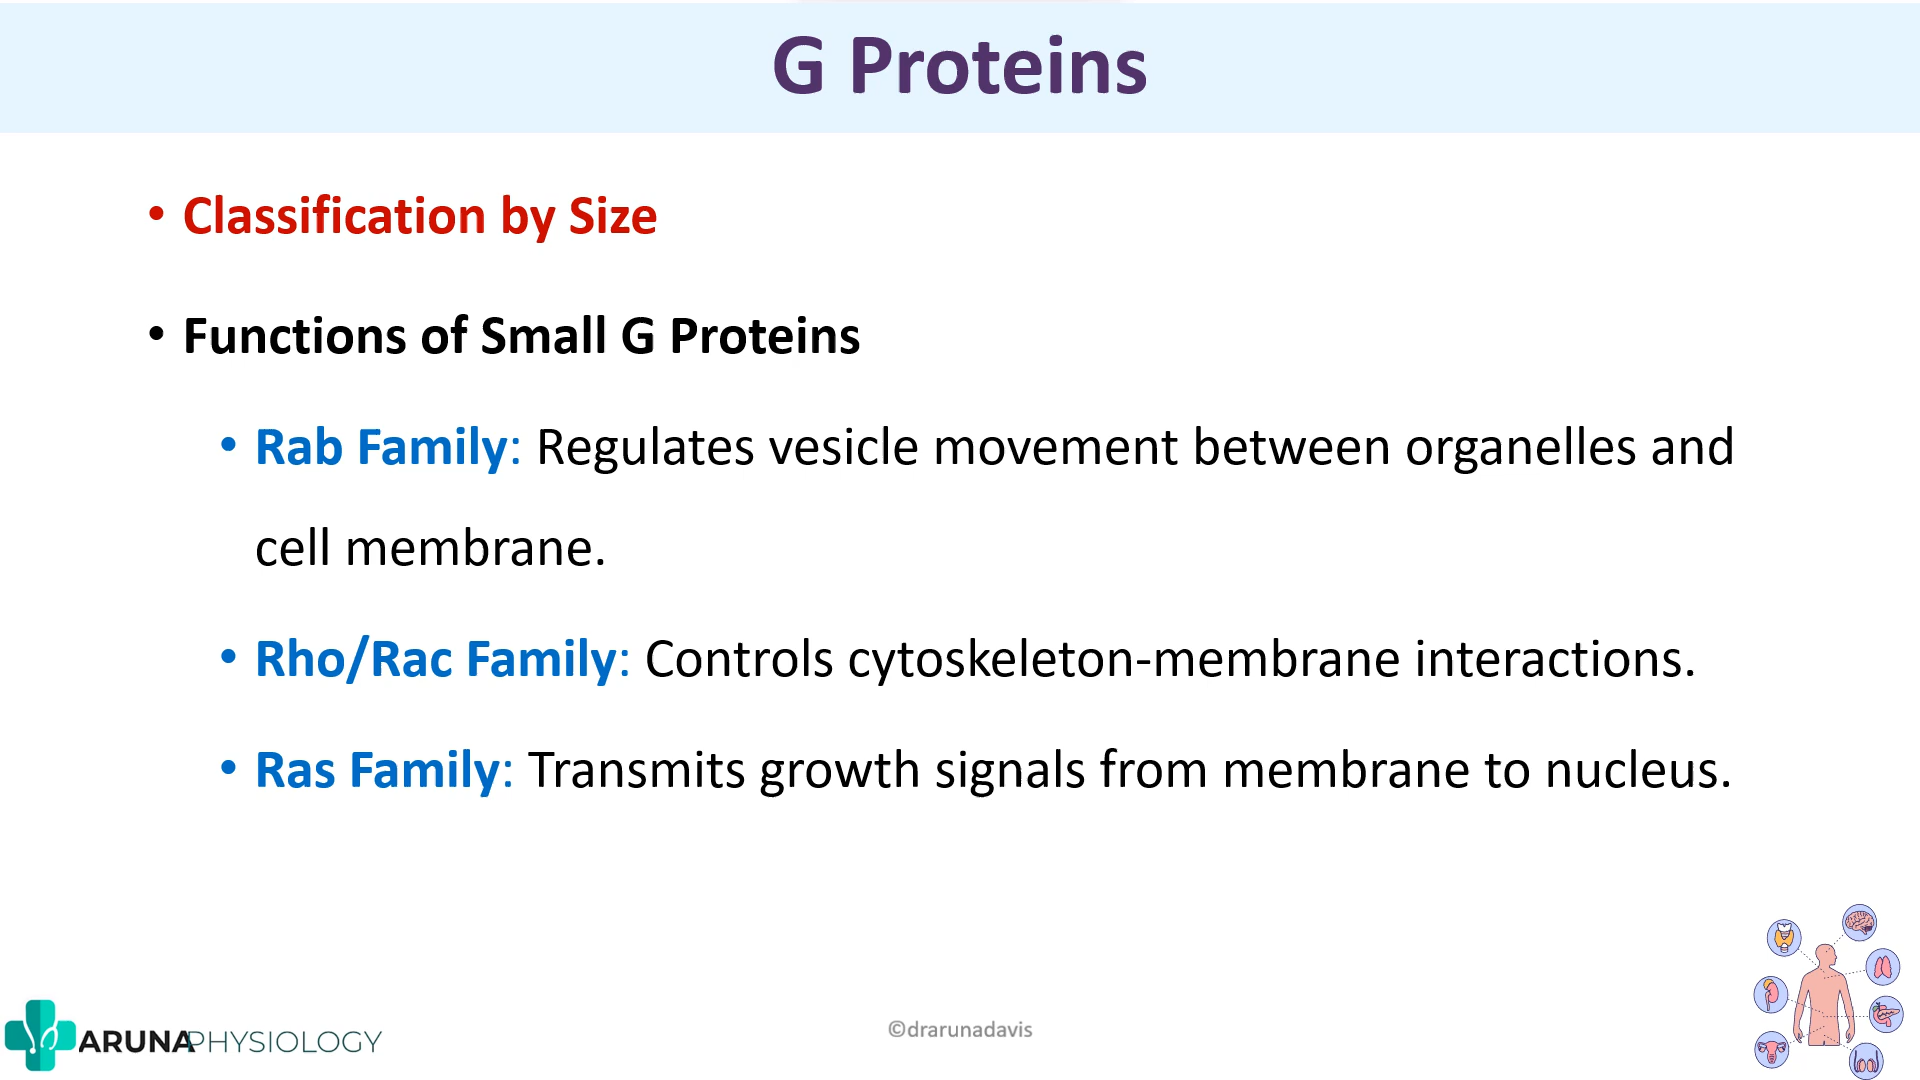 G Proteins
• Classification by Size
• Functions of Small G Proteins
• Rab Family: Regulates vesicle movement between organelles and
cell membrane.
• Rho/Rac Family: Controls cytoskeleton-membrane interactions.
• Ras Family: Transmits growth signals from membrane to nucleus.
ARUNAPHYSIOLOGY
©drarunadavis